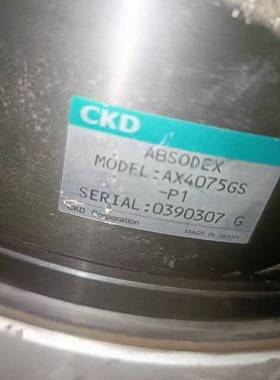 CKD
ABSODEX
MODEL:AX4075GS
-P1
SERIAL:0390307 G
CKD Corporation MADE IN JAPAN